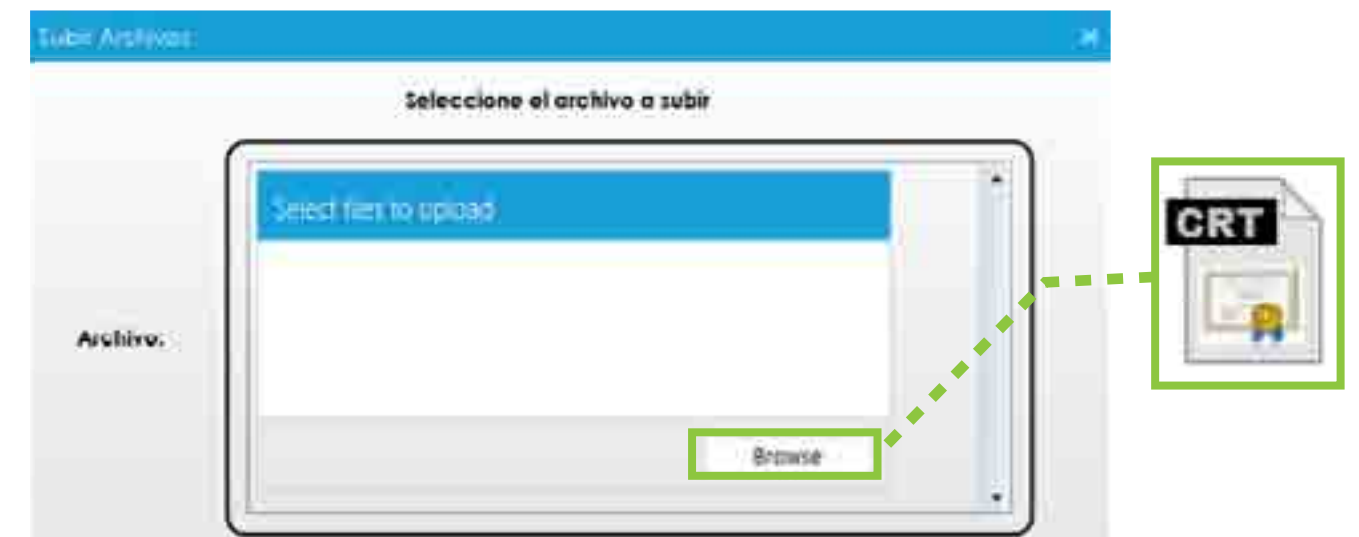 Subir Archivos
Seleccione el archivo a subir
Select files to upload
CRT
Archivo:
Browse